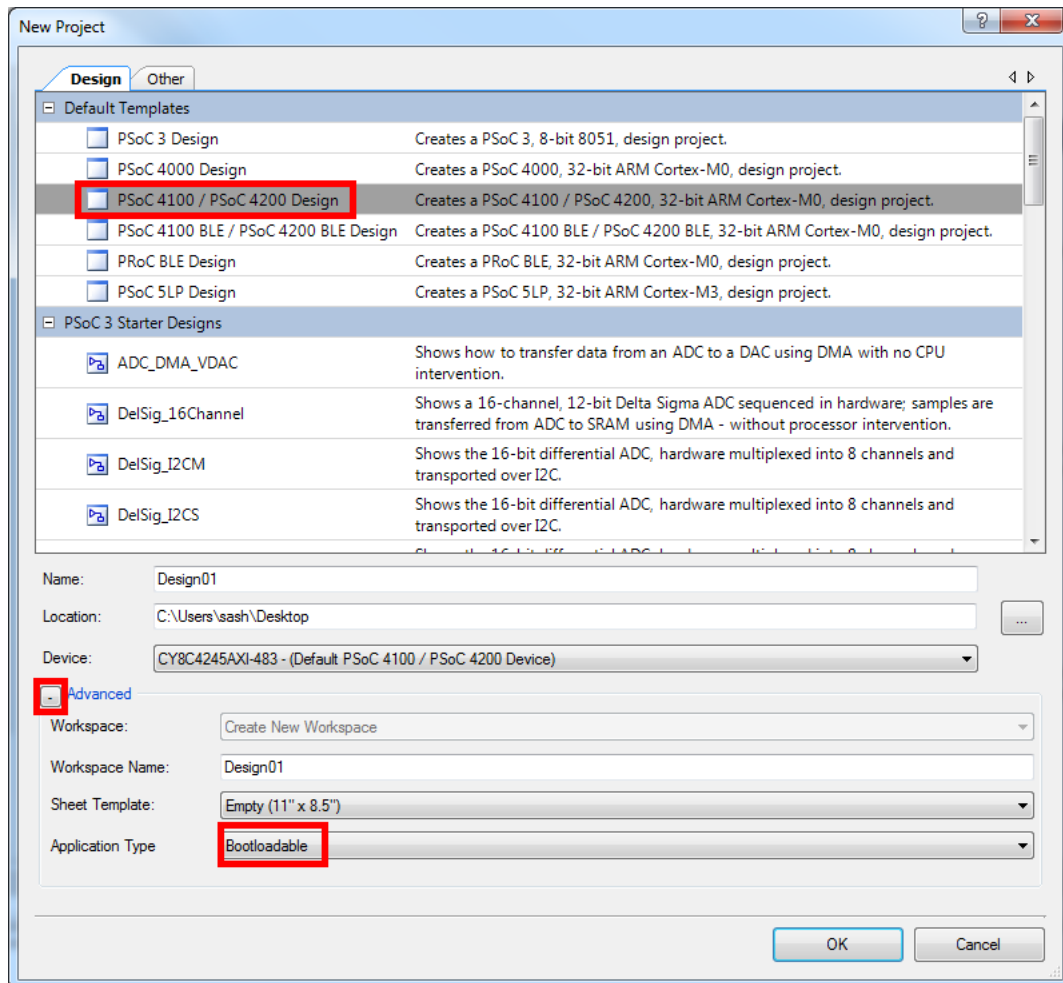 New Project
Design Other
Default Templates
PSoC 3 Design Creates a PSoC 3, 8-bit 8051, design project.
PSoC 4000 Design Creates a PSoC 4000, 32-bit ARM Cortex-M0, design project.
PSoC 4100 / PSoC 4200 Design Creates a PSoC 4100 / PSoC 4200, 32-bit ARM Cortex-M0, design project.
PSoC 4100 BLE / PSoC 4200 BLE Design Creates a PSoC 4100 BLE / PSoC 4200 BLE, 32-bit ARM Cortex-M0, design project.
PRoC BLE Design Creates a PRoC BLE, 32-bit ARM Cortex-M0, design project.
PSoC 5LP Design Creates a PSoC 5LP, 32-bit ARM Cortex-M3, design project.
PSoC 3 Starter Designs
ADC_DMA_VDAC Shows how to transfer data from an ADC to a DAC using DMA with no CPU
intervention.
DelSig_16Channel Shows a 16-channel, 12-bit Delta Sigma ADC sequenced in hardware; samples are
transferred from ADC to SRAM using DMA - without processor intervention.
DelSig_I2CM Shows the 16-bit differential ADC, hardware multiplexed into 8 channels and
transported over I2C.
DelSig_I2CS Shows the 16-bit differential ADC, hardware multiplexed into 8 channels and
transported over I2C.
Name: Design01
Location: C:\Users\sash\Desktop ...
Device: CY8C4245AXI-483 - (Default PSoC 4100 / PSoC 4200 Device)
- Advanced
Workspace: Create New Workspace
Workspace Name: Design01
Sheet Template: Empty (11" x 8.5")
Application Type Bootloadable
OK Cancel